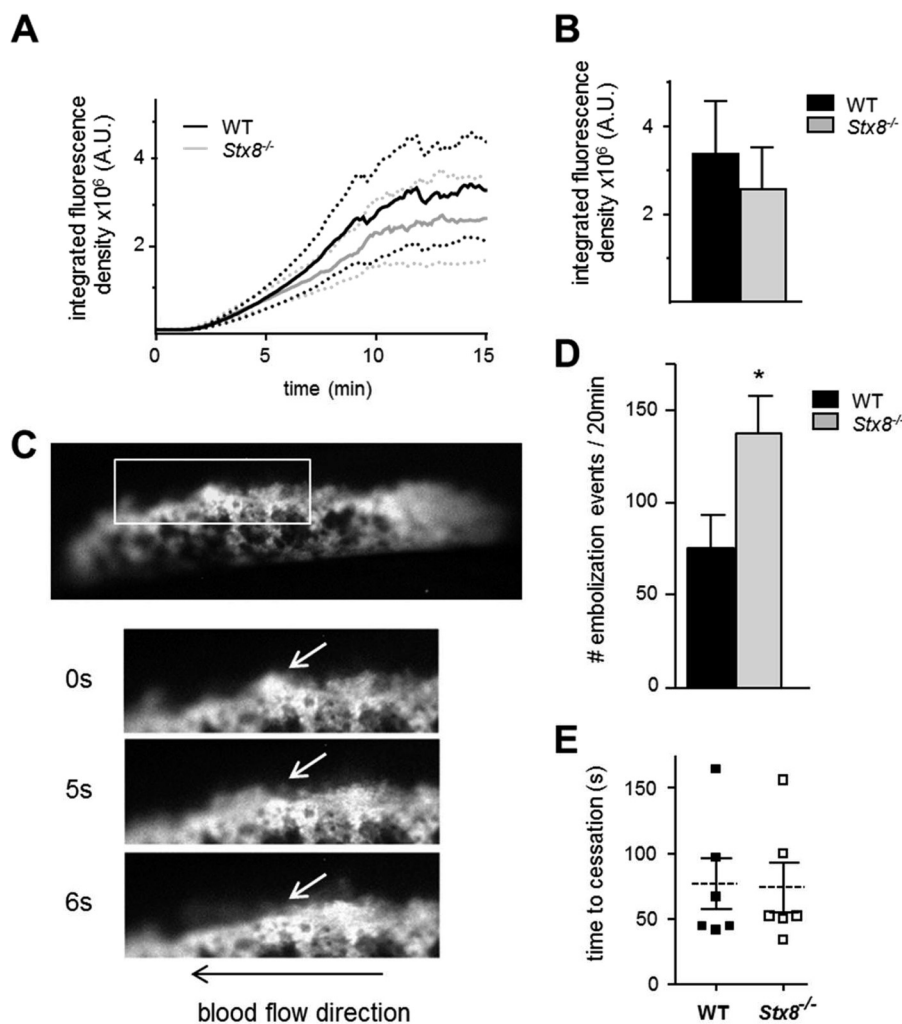 A
integrated fluorescence
density x10⁶ (A.U.)
4
2
WT
Stx8⁻/⁻
0
5
10
15
time (min)
B
integrated fluorescence
density x10⁶ (A.U.)
4
2
WT
Stx8⁻/⁻
C
0s
5s
6s
blood flow direction
D
# embolization events / 20min
150
100
50
0
*
WT
Stx8⁻/⁻
E
time to cessation (s)
150
100
50
0
WT
Stx8⁻/⁻